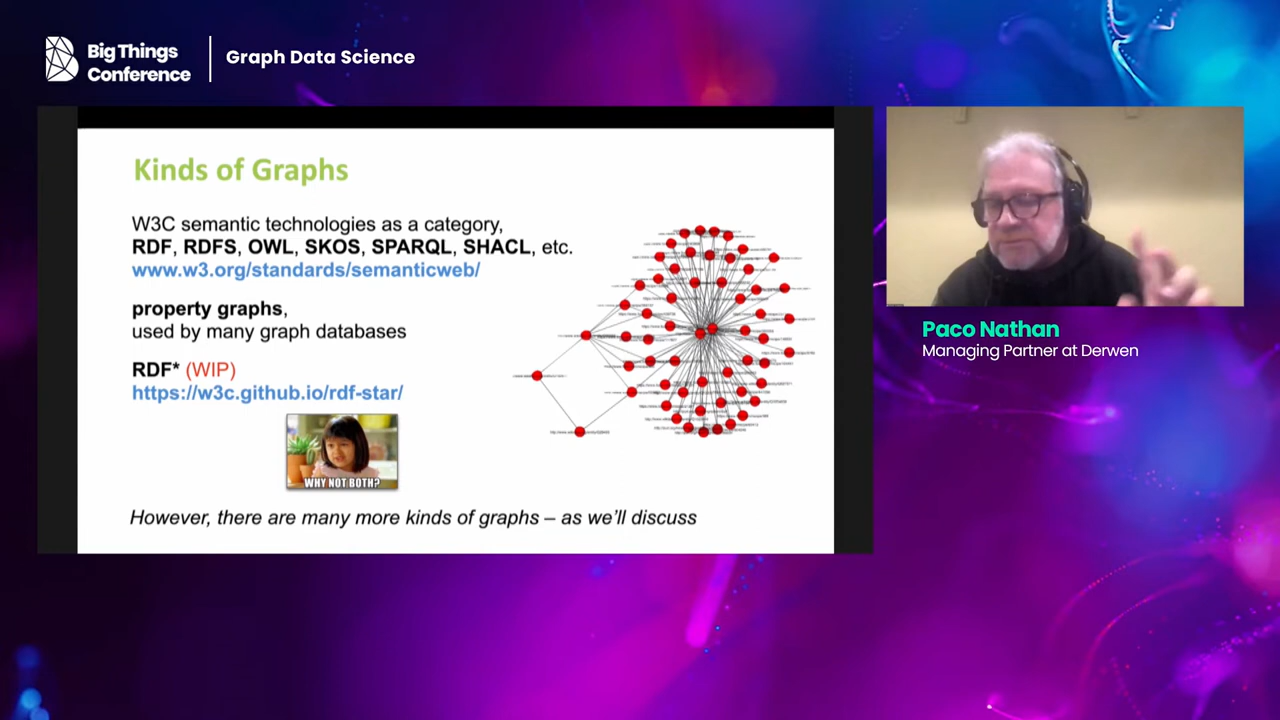 Big Things
Conference
Graph Data Science
Kinds of Graphs
W3C semantic technologies as a category,
RDF, RDFS, OWL, SKOS, SPARQL, SHACL, etc.
www.w3.org/standards/semanticweb/
property graphs,
used by many graph databases
RDF* (WIP)
https://w3c.github.io/rdf-star/
WHY NOT BOTH?
However, there are many more kinds of graphs – as we'll discuss
Paco Nathan
Managing Partner at Derwen